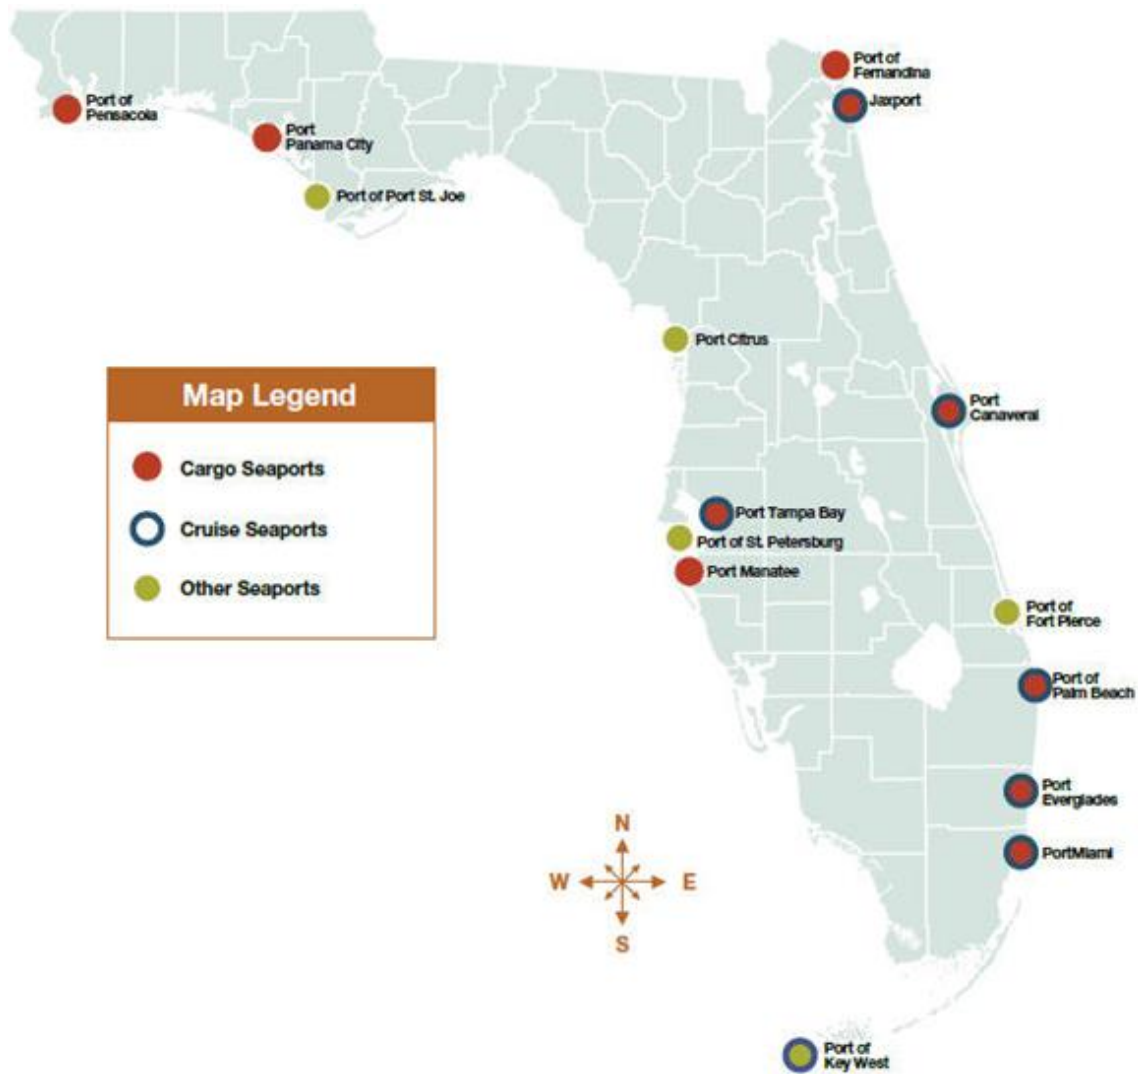 Port of
Fernandina
Jaxport
Port of
Pensacola
Port
Panama City
Port of Port St. Joe
Port Citrus
Map Legend
Cargo Seaports
Cruise Seaports
Other Seaports
Port
Canaveral
Port Tampa Bay
Port of St. Petersburg
Port Manatee
Port of
Fort Pierce
Port of
Palm Beach
Port
Everglades
PortMiami
N
W
E
S
Port of
Key West